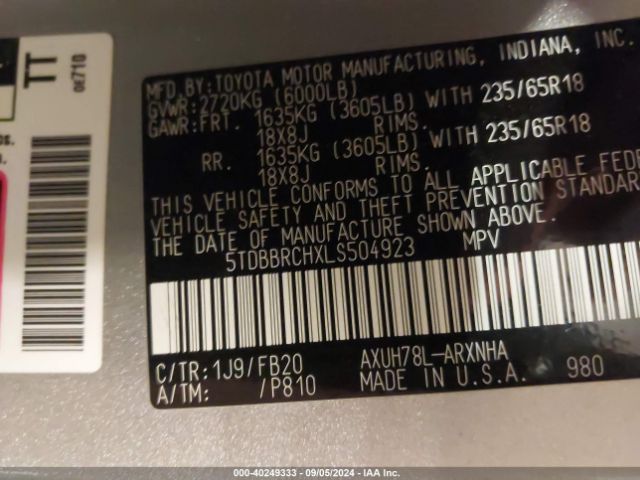 TT
0E710
MFD.BY:TOYOTA MOTOR MANUFACTURING, INDIANA, INC.
GVWR:2720KG (6000LB)
GAWR:FRT. 1635KG (3605LB) WITH 235/65R18
18X8J RIMS.
RR. 1635KG (3605LB) WITH 235/65R18
18X8J RIMS.
THIS VEHICLE CONFORMS TO ALL APPLICABLE FEDE
VEHICLE SAFETY AND THEFT PREVENTION STANDAR
THE DATE OF MANUFACTURE SHOWN ABOVE.
5TDBBRCHXLS504923 MPV
C/TR:1J9/FB20 AXUH78L-ARXNHA
A/TM: /P810 MADE IN U.S.A. 980
000-40249333 - 09/05/2024 - IAA Inc.